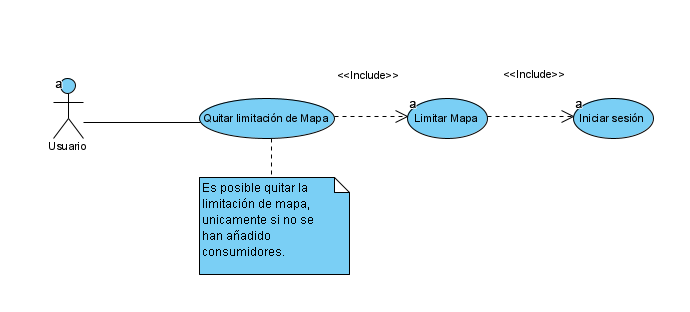 <<Include>>
<<Include>>
a
a
a
Quitar limitación de Mapa
Limitar Mapa
Iniciar sesión
Usuario
Es posible quitar la
limitación de mapa,
unicamente si no se
han añadido
consumidores.